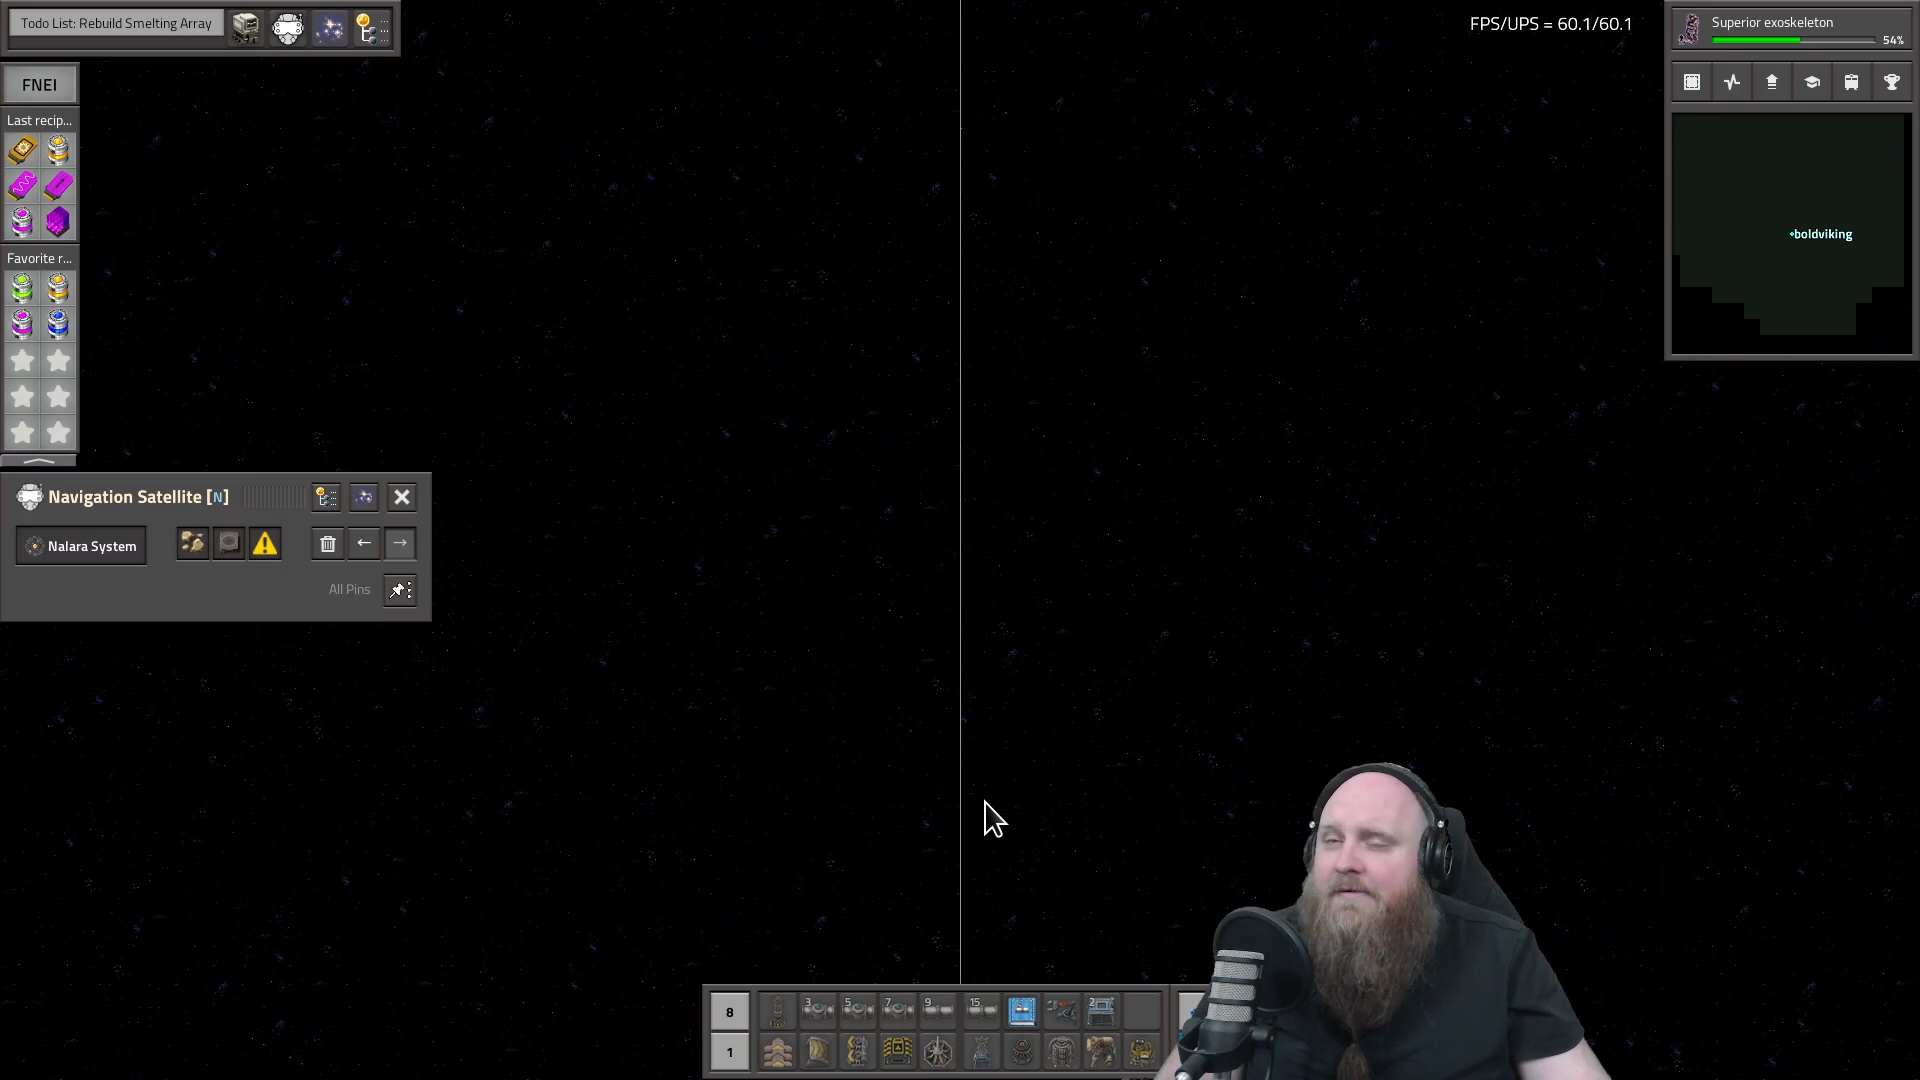 Todo List: Rebuild Smelting Array
FPS/UPS = 60.1/60.1
Superior exoskeleton
54%
FNEI
Last recip...
boldviking
Favorite r...
Navigation Satellite [N]
Nalara System
All Pins
8
3
5
7
9
15
2
1